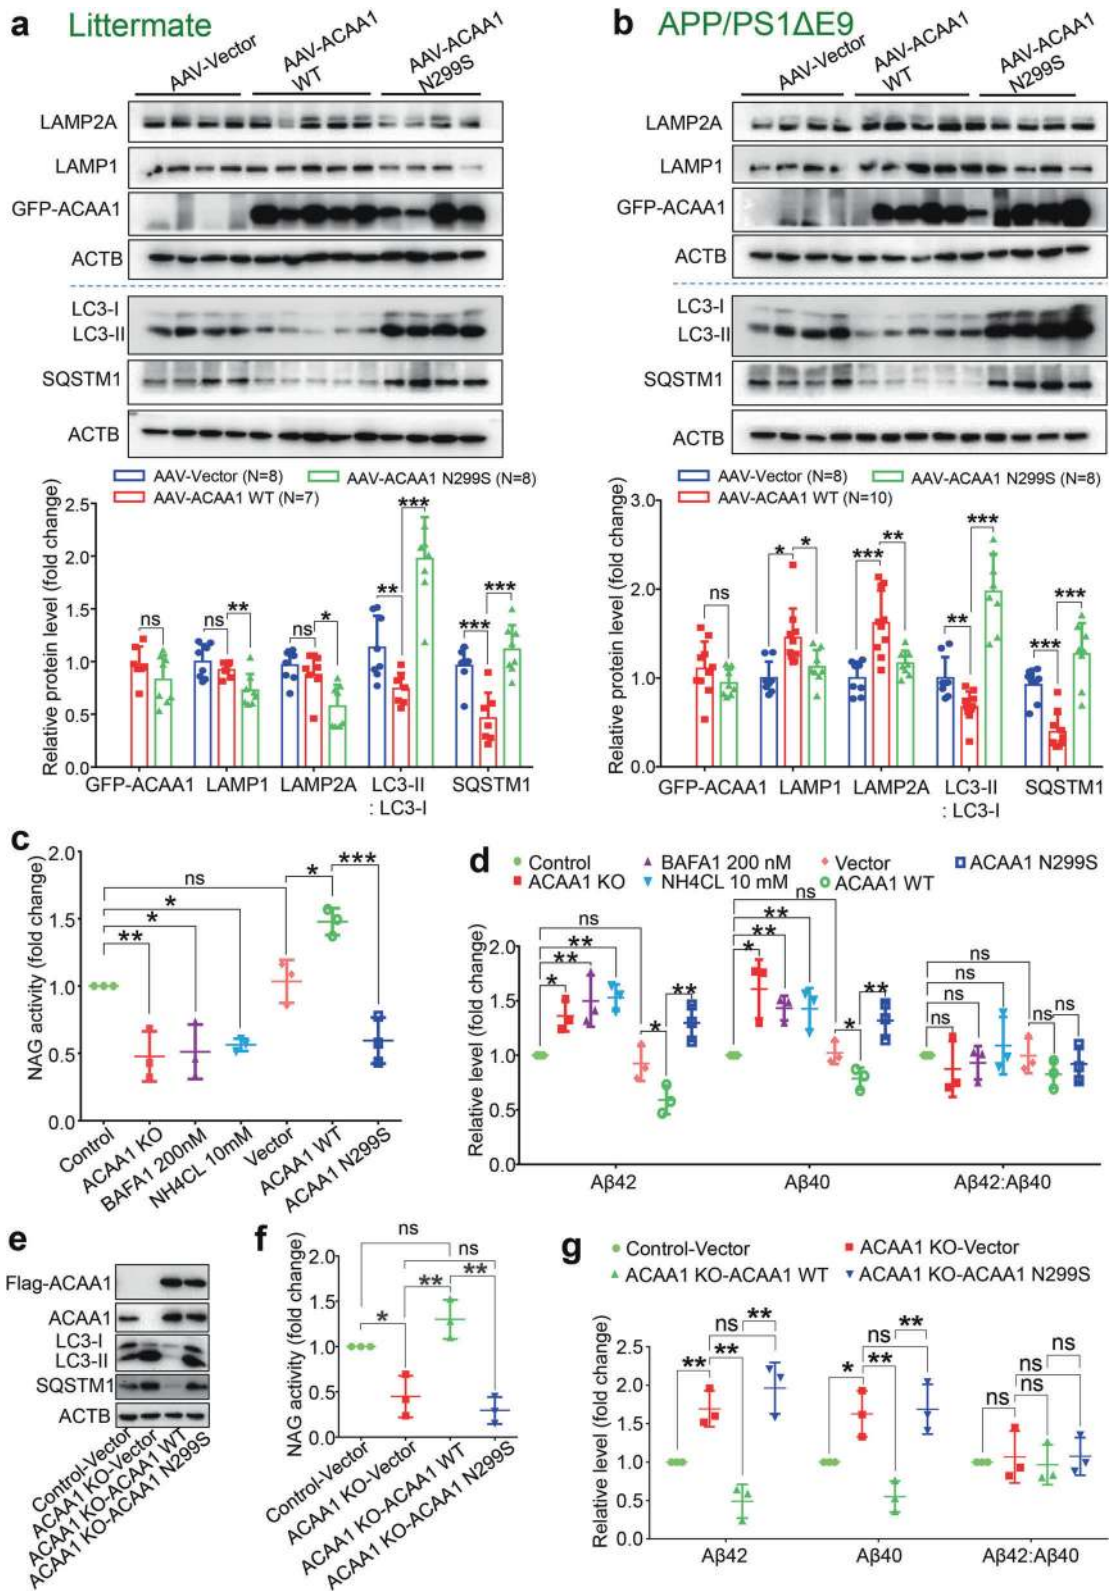 a Littermate
AAV-Vector
AAV-ACAA1
WT
AAV-ACAA1
N299S
LAMP2A
LAMP1
GFP-ACAA1
ACTB
LC3-I
LC3-II
SQSTM1
ACTB
AAV-Vector (N=8)
AAV-ACAA1 N299S (N=8)
AAV-ACAA1 WT (N=7)
Relative protein level (fold change)
2.5
2.0
1.5
1.0
0.5
0.0
ns
ns
**
ns
*
**
***
***
***
GFP-ACAA1 LAMP1 LAMP2A LC3-II SQSTM1
: LC3-I
b APP/PS1ΔE9
AAV-Vector
AAV-ACAA1
WT
AAV-ACAA1
N299S
LAMP2A
LAMP1
GFP-ACAA1
ACTB
LC3-I
LC3-II
SQSTM1
ACTB
AAV-Vector (N=8)
AAV-ACAA1 N299S (N=8)
AAV-ACAA1 WT (N=10)
Relative protein level (fold change)
3.0
2.0
1.0
0
ns
*
*
***
**
**
***
***
***
GFP-ACAA1 LAMP1 LAMP2A LC3-II SQSTM1
: LC3-I
c
NAG activity (fold change)
2.0
1.5
1.0
0.5
0.0
ns
*
*
**
*
***
Control
ACAA1 KO
BAFA1 200nM
NH4CL 10mM
Vector
ACAA1 WT
ACAA1 N299S
d
Control
BAFA1 200 nM
Vector
ACAA1 N299S
ACAA1 KO
NH4CL 10 mM
ACAA1 WT
Relative level (fold change)
2.0
1.5
1.0
0.5
0.0
ns
**
**
*
**
*
ns
**
**
*
**
*
ns
ns
ns
ns
ns
ns
Aβ42 Aβ40 Aβ42:Aβ40
e
Flag-ACAA1
ACAA1
LC3-I
LC3-II
SQSTM1
ACTB
Control-Vector
ACAA1 KO-Vector
ACAA1 KO-ACAA1 WT
ACAA1 KO-ACAA1 N299S
f
NAG activity (fold change)
2.0
1.5
1.0
0.5
0.0
ns
ns
**
**
*
Control-Vector
ACAA1 KO-Vector
ACAA1 KO-ACAA1 WT
ACAA1 KO-ACAA1 N299S
g
Control-Vector
ACAA1 KO-Vector
ACAA1 KO-ACAA1 WT
ACAA1 KO-ACAA1 N299S
Relative level (fold change)
2.5
2.0
1.5
1.0
0.5
0.0
**
ns
**
**
**
ns
*
**
ns
ns
ns
ns
Aβ42 Aβ40 Aβ42:Aβ40